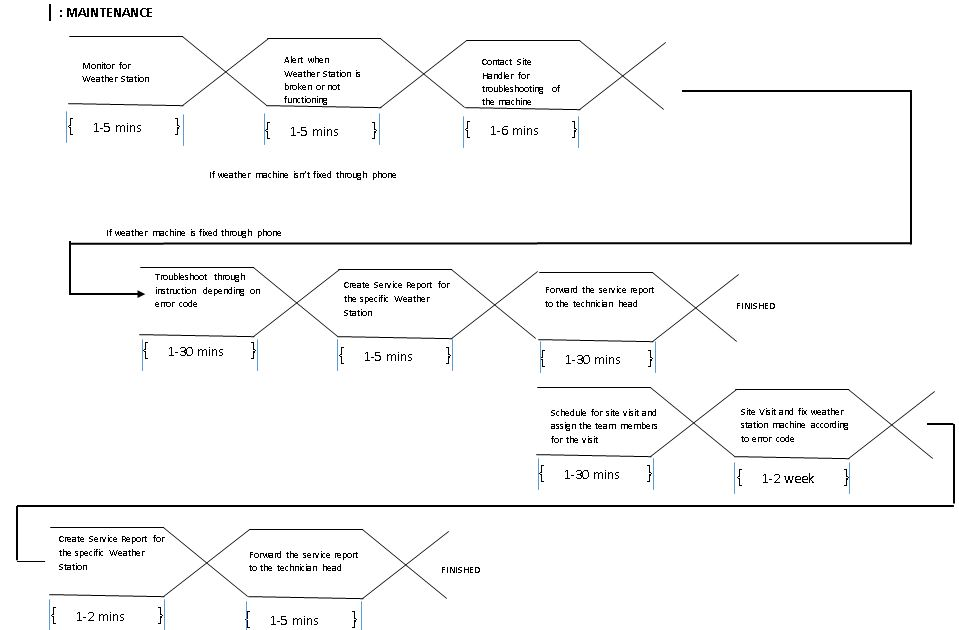 : MAINTENANCE
Monitor for
Weather Station
Alert when
Weather Station is
broken or not
functioning
Contact Site
Handler for
troubleshooting of
the machine
{ 1-5 mins }
{ 1-5 mins }
{ 1-6 mins }
If weather machine isn't fixed through phone
If weather machine is fixed through phone
Troubleshoot through
instruction depending on
error code
Create Service Report for
the specific Weather
Station
Forward the service report
to the technician head
FINISHED
{ 1-30 mins }
{ 1-5 mins }
{ 1-30 mins }
Schedule for site visit and
assign the team members
for the visit
Site Visit and fix weather
station machine according
to error code
{ 1-30 mins }
{ 1-2 week }
Create Service Report for
the specific Weather
Station
Forward the service report
to the technician head
FINISHED
{ 1-2 mins }
{ 1-5 mins }